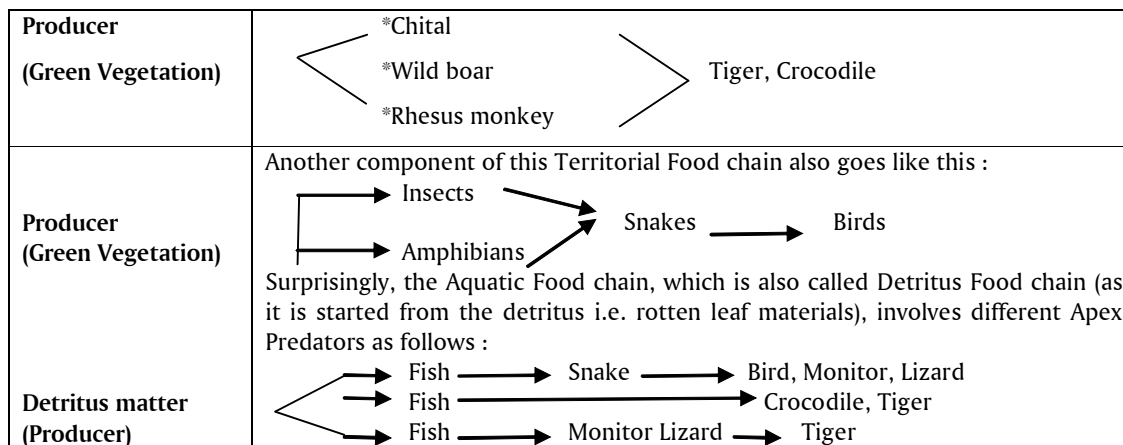 Producer
(Green Vegetation)
*Chital
*Wild boar
*Rhesus monkey
Tiger, Crocodile
Another component of this Territorial Food chain also goes like this :
Producer
(Green Vegetation)
Insects
Amphibians
Snakes
Birds
Surprisingly, the Aquatic Food chain, which is also called Detritus Food chain (as
it is started from the detritus i.e. rotten leaf materials), involves different Apex
Predators as follows :
Detritus matter
(Producer)
Fish Snake Bird, Monitor, Lizard
Fish Crocodile, Tiger
Fish Monitor Lizard Tiger